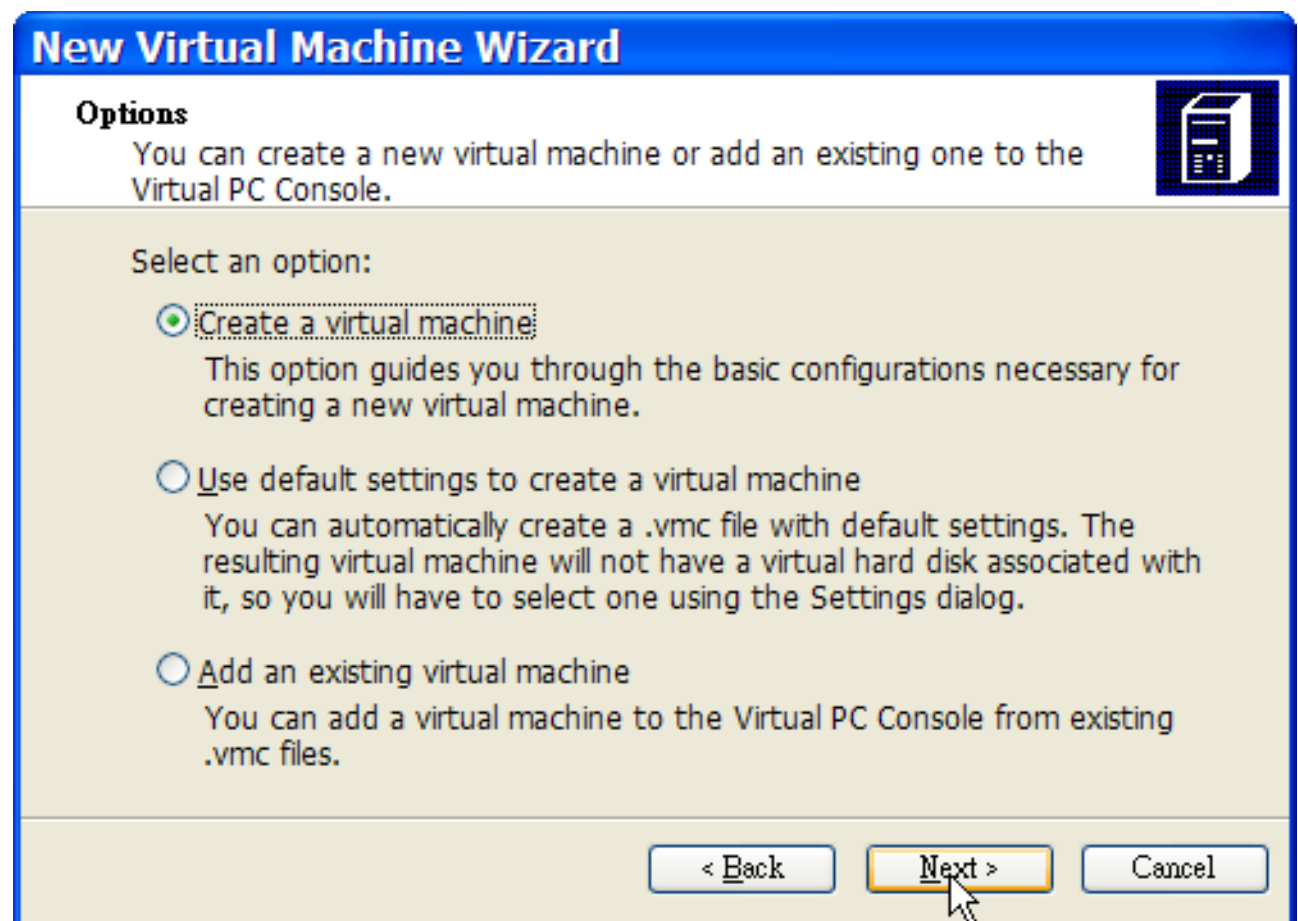 New Virtual Machine Wizard
Options
You can create a new virtual machine or add an existing one to the
Virtual PC Console.
Select an option:
Create a virtual machine
This option guides you through the basic configurations necessary for
creating a new virtual machine.
Use default settings to create a virtual machine
You can automatically create a .vmc file with default settings. The
resulting virtual machine will not have a virtual hard disk associated with
it, so you will have to select one using the Settings dialog.
Add an existing virtual machine
You can add a virtual machine to the Virtual PC Console from existing
.vmc files.
< Back Next > Cancel